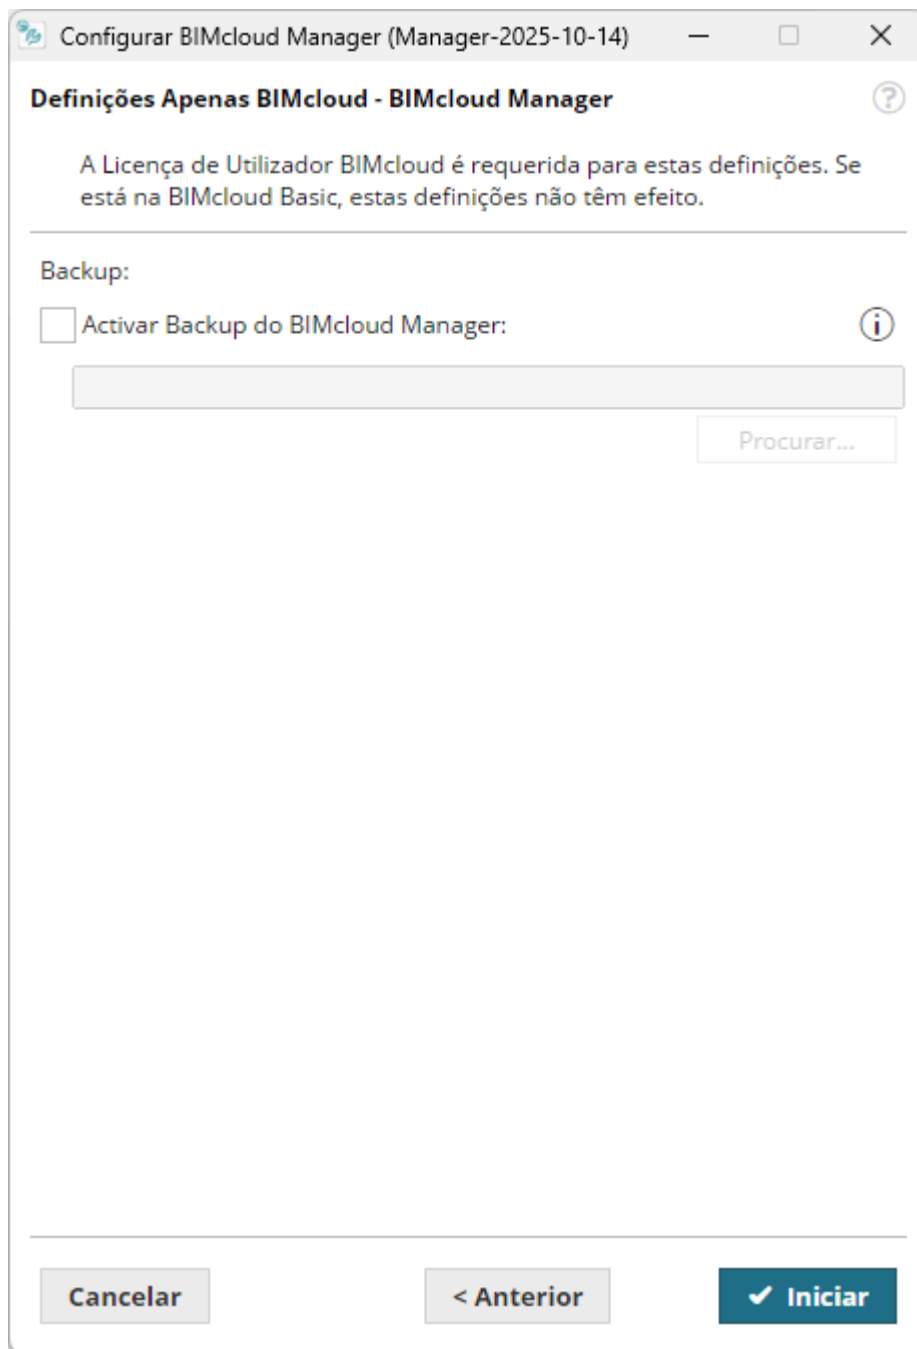 Configurar BIMcloud Manager (Manager-2025-10-14)
Definições Apenas BIMcloud - BIMcloud Manager
?
A Licença de Utilizador BIMcloud é requerida para estas definições. Se
está na BIMcloud Basic, estas definições não têm efeito.
Backup:
Activar Backup do BIMcloud Manager:
i
Procurar...
Cancelar
< Anterior
Iniciar